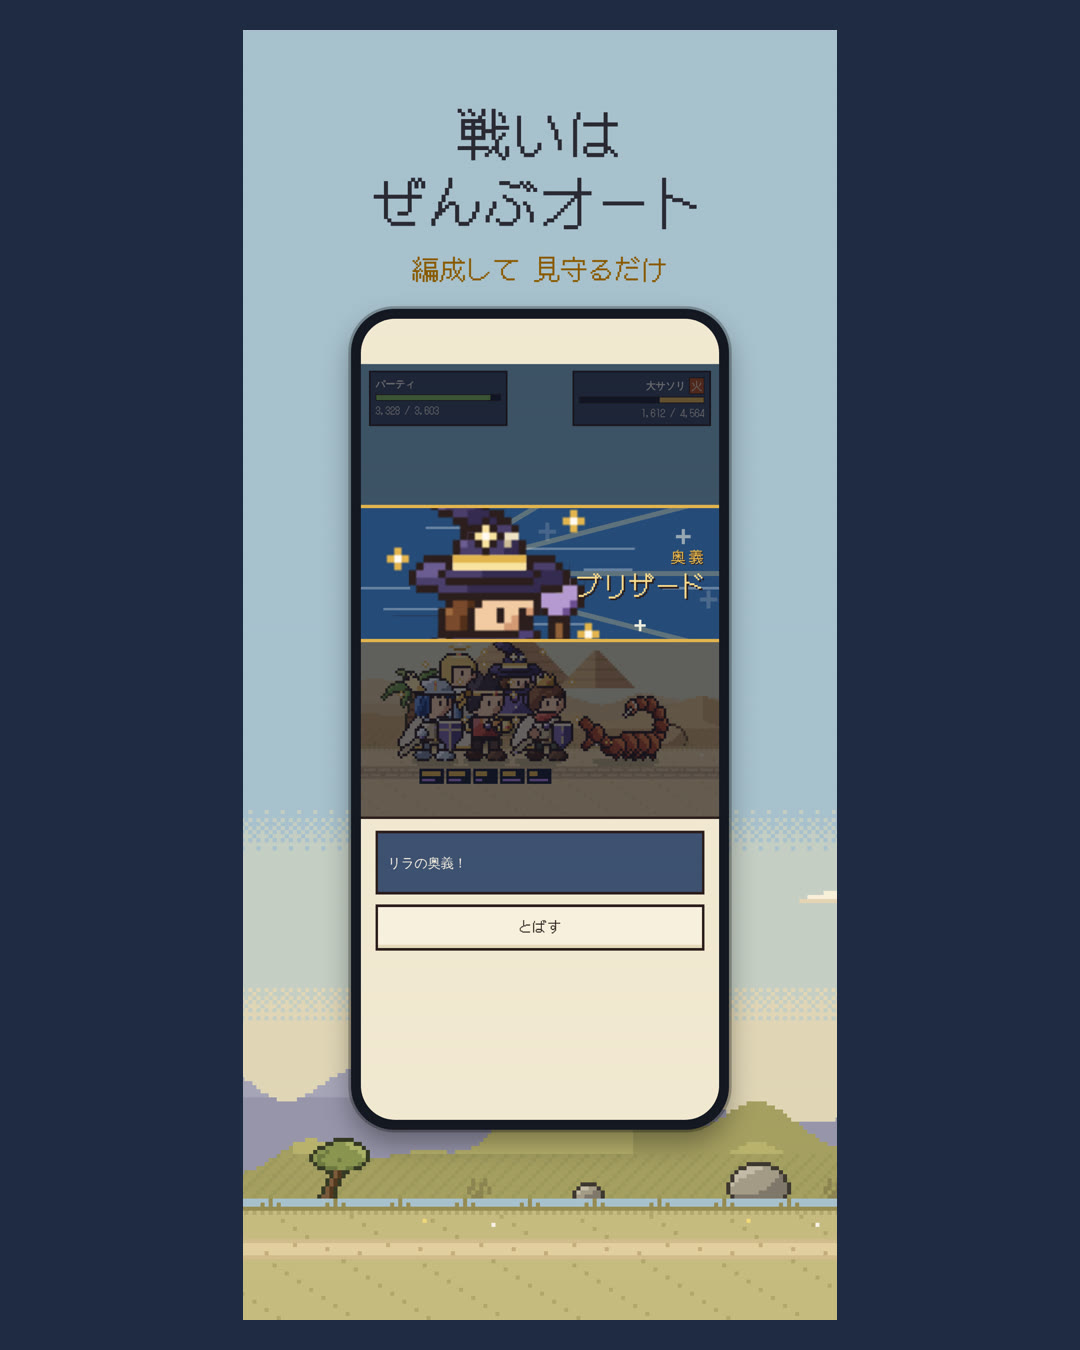 戦いは
ぜんぶオート
編成して 見守るだけ
パーティ
3,328 / 3,603
大サソリ 火
1,612 / 4,564
奥義
ブリザード
リラの奥義！
とばす